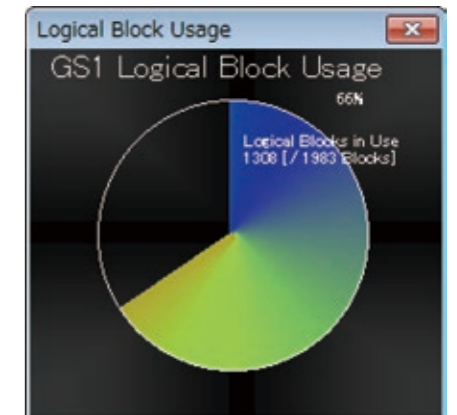 Logical Block Usage
GS1 Logical Block Usage
66%
Logical Blocks in Use
1308 [ / 1983 Blocks]